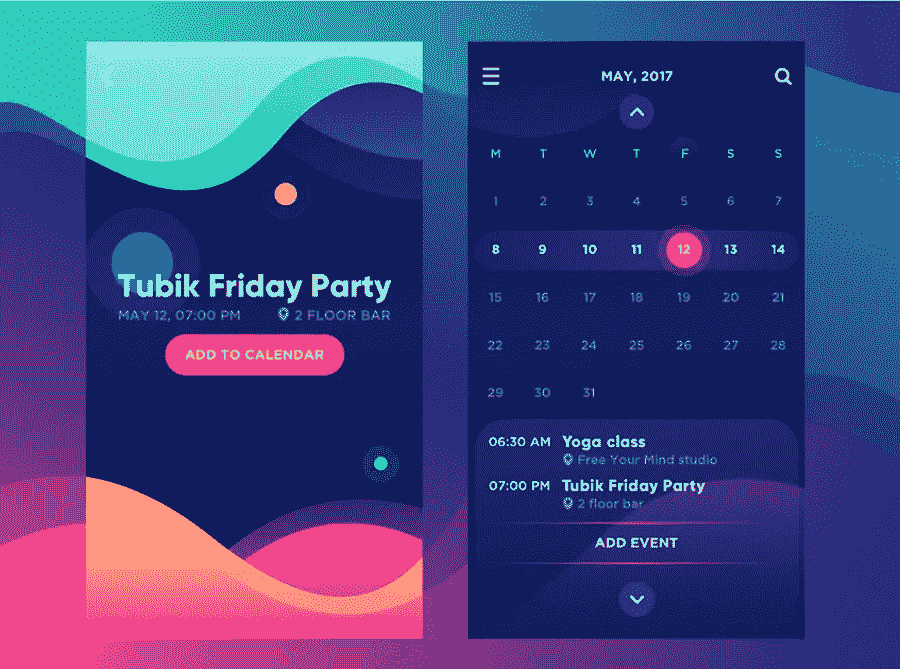 Tubik Friday Party
MAY 12, 07:00 PM 2 FLOOR BAR
ADD TO CALENDAR
MAY, 2017
M T W T F S S
1 2 3 4 5 6 7
8 9 10 11 12 13 14
15 16 17 18 19 20 21
22 23 24 25 26 27 28
29 30 31
06:30 AM Yoga class
Free Your Mind studio
07:00 PM Tubik Friday Party
2 floor bar
ADD EVENT